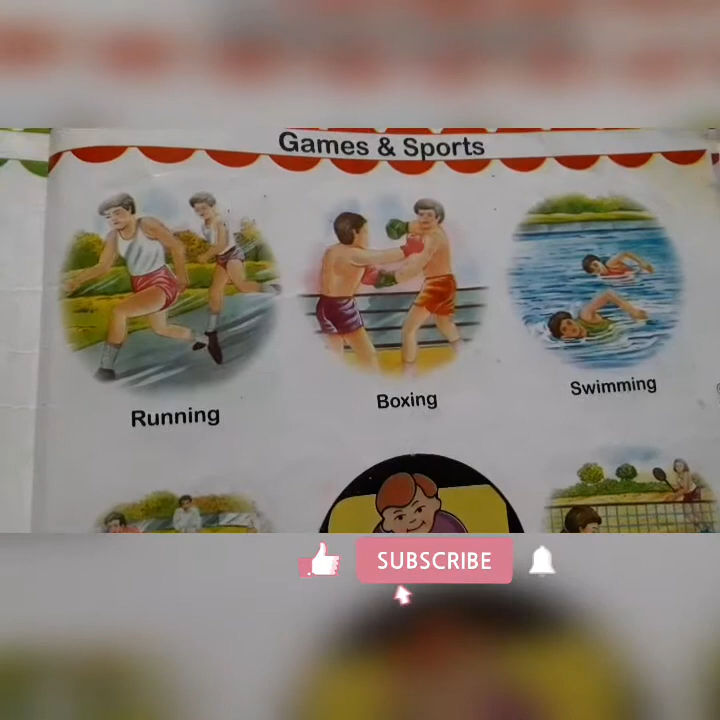 Games & Sports
Running
Boxing
Swimming
SUBSCRIBE